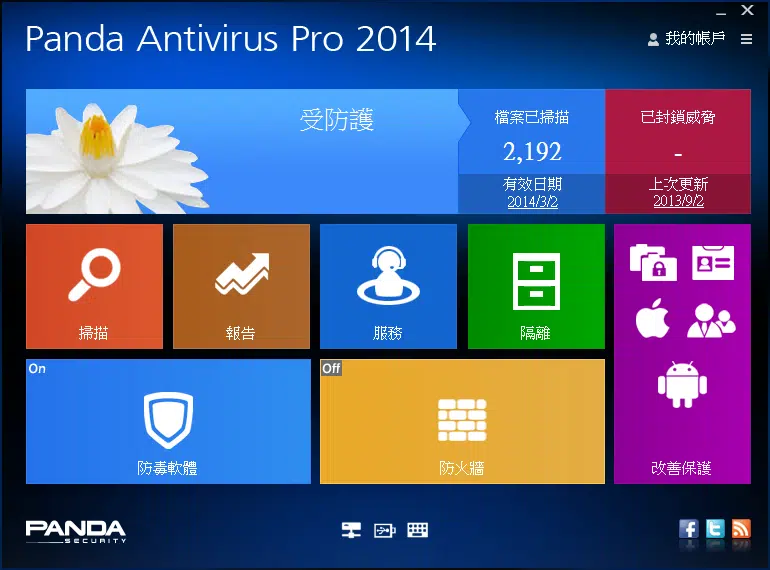 Panda Antivirus Pro 2014
我的帳戶
受防護
檔案已掃描
2,192
有效日期
2014/3/2
已封鎖威脅
-
上次更新
2013/9/2
掃描
報告
服務
隔離
On
防毒軟體
Off
防火牆
改善保護
PANDA
SECURITY